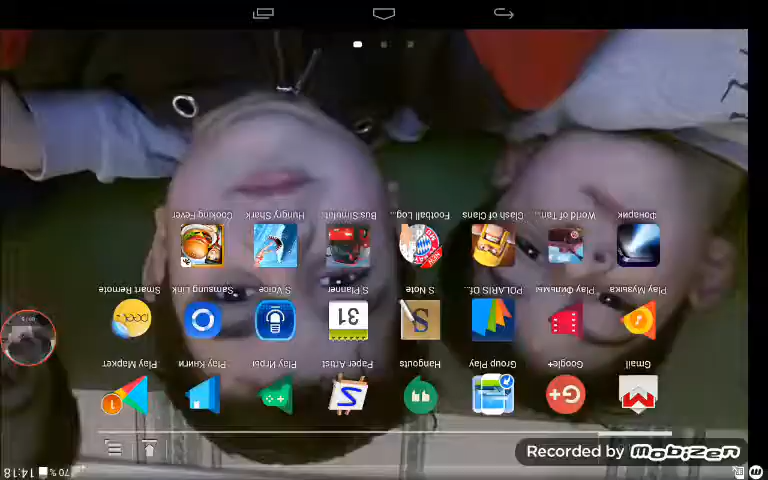 70 % 14:18
Gmail Google+ Group Play Hangouts Paper Artist Play Игры Play Книги Play Маркет
31
Play Музыка Play Фильмы POLARIS Of.. S Note S Planner S Voice Samsung Link Smart Remote
Фонарик World of Tan.. Clash of Clans Football Log.. Bus Simulat.. Hungry Shark Cooking Fever
Recorded by Mobizen